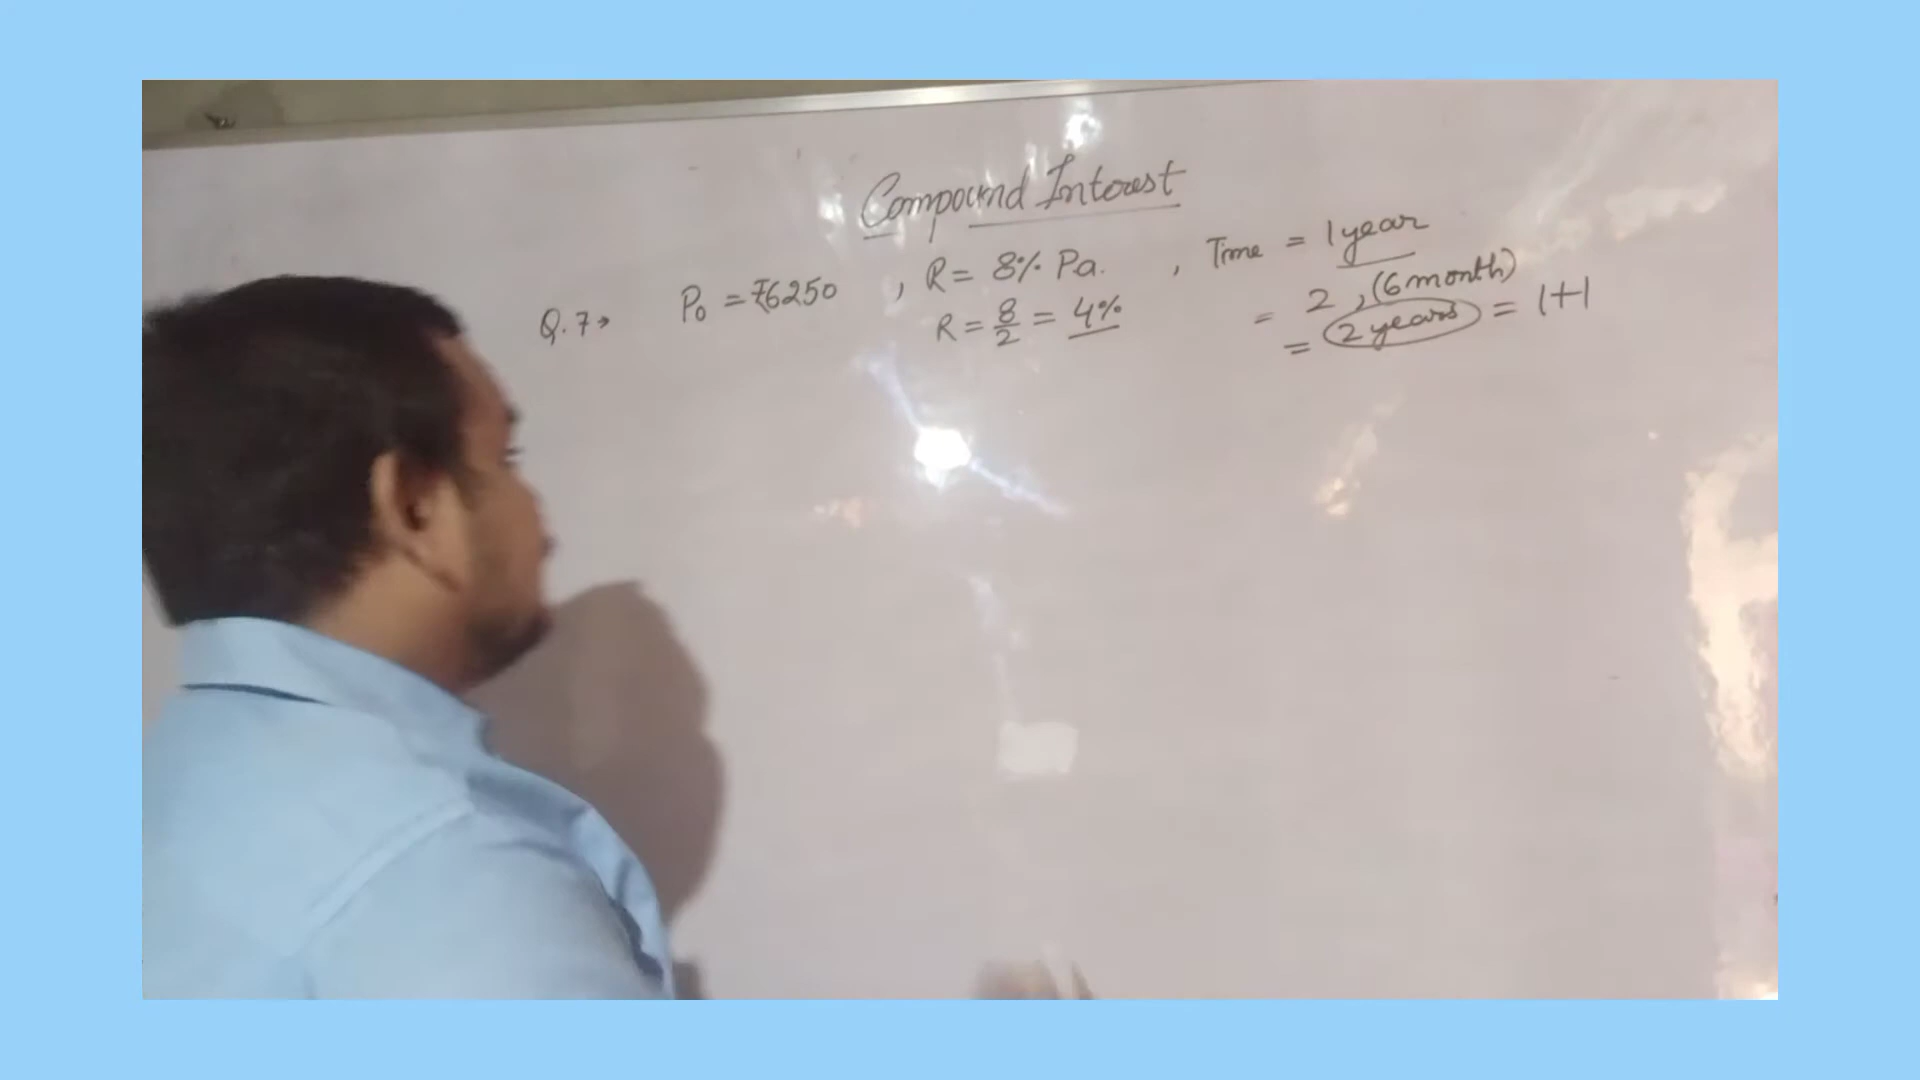 Compound Interest
Q.7→ P₀ = ₹6250 , R = 8% Pa. , Time = 1 year
R = 8/2 = 4% = 2, (6 month)
= 2 years = 1+1